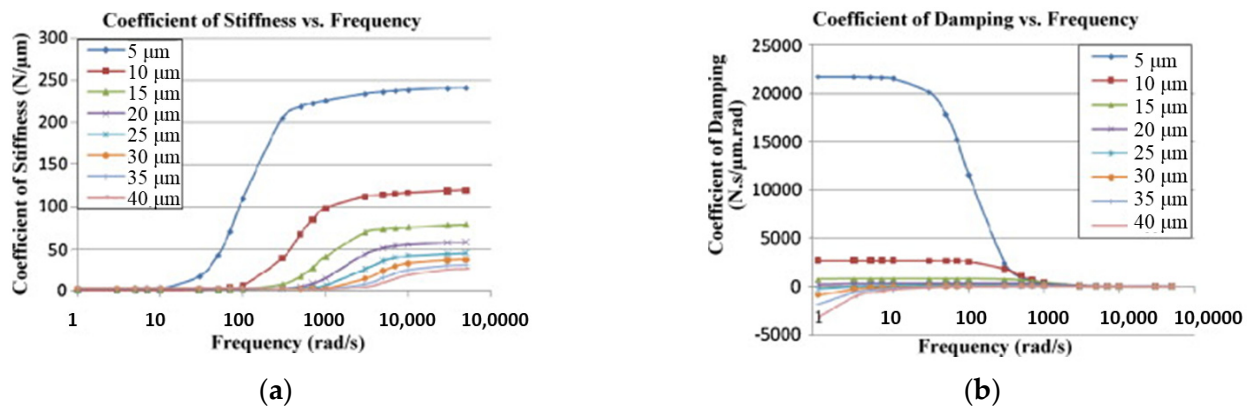 Coefficient of Stiffness vs. Frequency
Coefficient of Stiffness (N/μm)
300
250
200
150
100
50
0
5 μm
10 μm
15 μm
20 μm
25 μm
30 μm
35 μm
40 μm
1 10 100 1000 10,000 10,0000
Frequency (rad/s)
(a)
Coefficient of Damping vs. Frequency
Coefficient of Damping
(N.s/μm.rad)
25000
20000
15000
10000
5000
0
-5000
5 μm
10 μm
15 μm
20 μm
25 μm
30 μm
35 μm
40 μm
1 10 100 1000 10,000 10,0000
Frequency (rad/s)
(b)